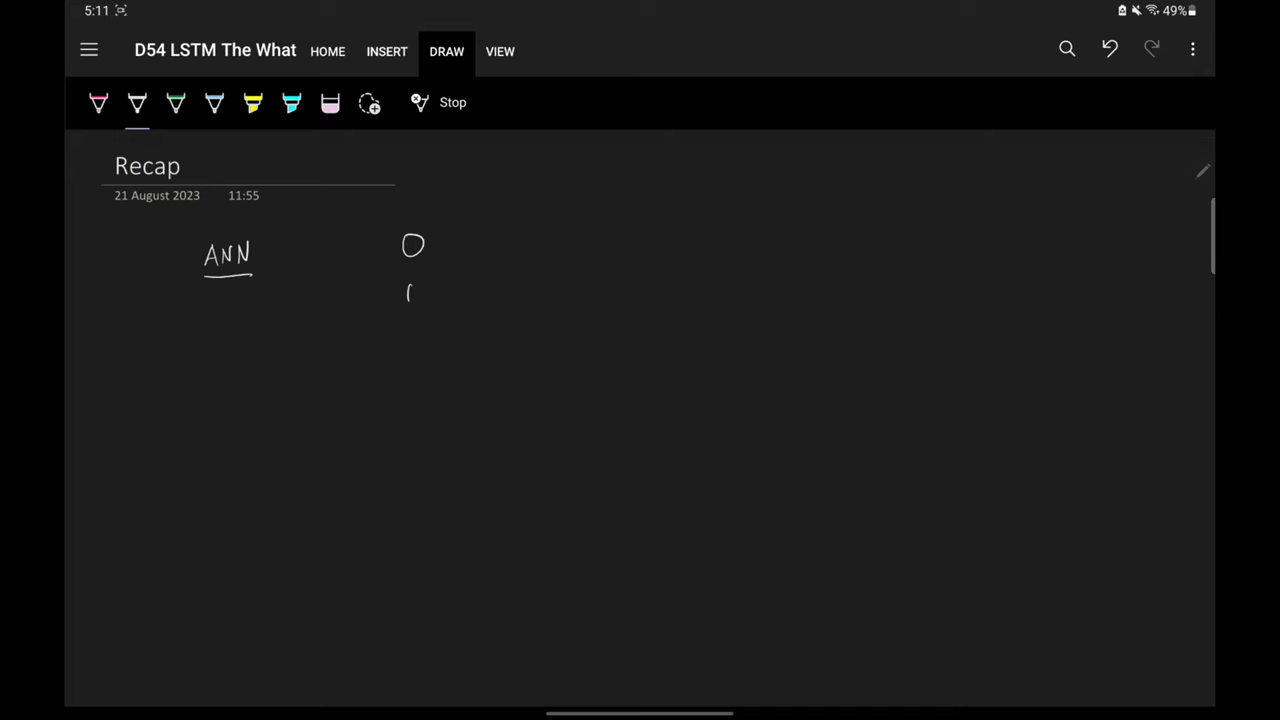 5:11 49%
D54 LSTM The What HOME INSERT DRAW VIEW
Stop
Recap
21 August 2023 11:55
ANN